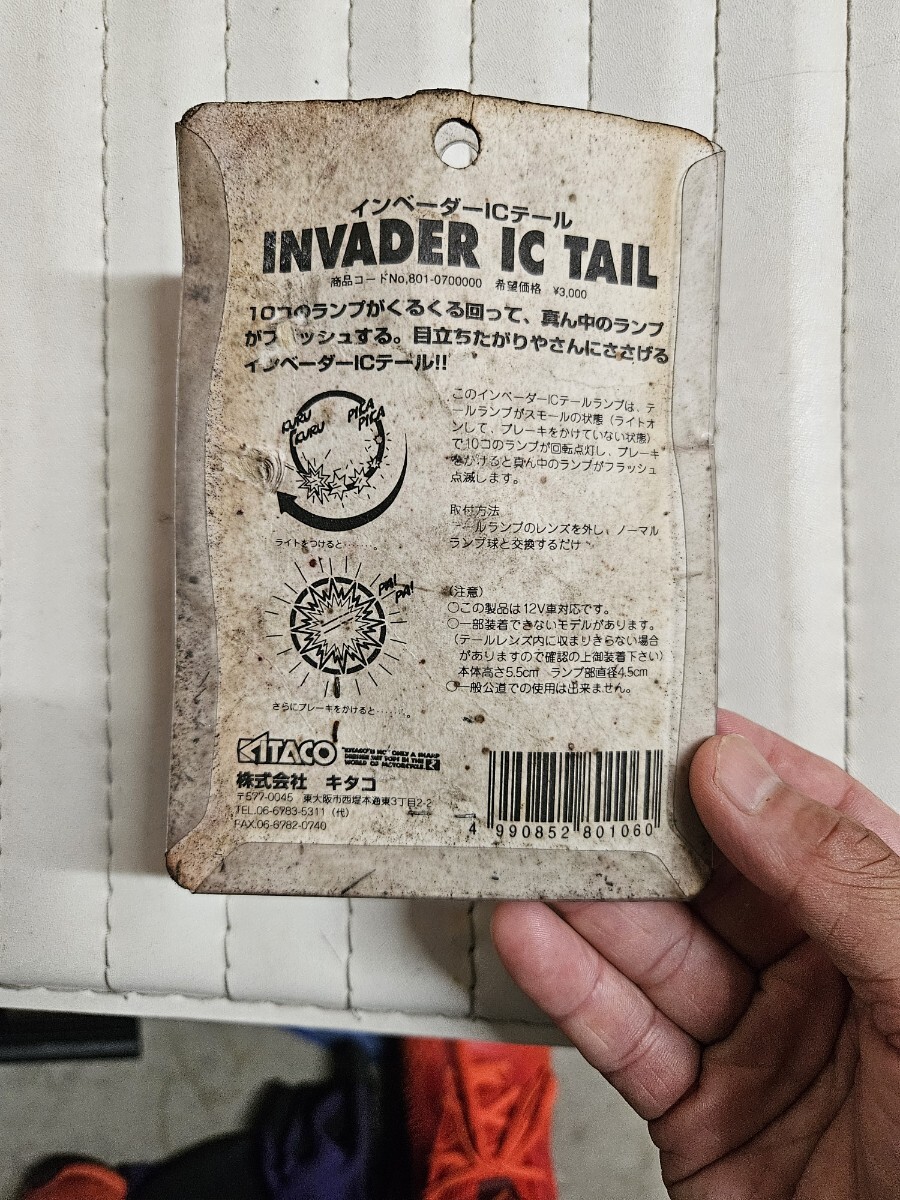 インベーダーICテール
INVADER IC TAIL
商品コードNo,801-0700000 希望価格 ¥3,000
10コのランプがくるくる回って、真ん中のランプ
がフ ッシュする。目立ちたがりやさんにささげる
インベーダーICテール!!
KURU
KURU
PICA
PICA
ライトをつけると‥‥‥。
このインベーダーICテールランプは、テ
ールランプがスモールの状態(ライトオ
ンして、ブレーキをかけていない状態)
で10コのランプが回転点灯し、ブレーキ
をかけると真ん中のランプがフラッシュ
点滅します。
取付方法
ールランプのレンズを外し、ノーマル
ランプ球と交換するだけ
PA!
PA!
さらにブレーキをかけると‥‥‥。
(注意)
○この製品は12V車対応です。
○一部装着できないモデルがあります。
(テールレンズ内に収まりきらない場合
がありますので確認の上御装着下さい)
本体高さ5.5cm ランプ部直径4.5cm
○一般公道での使用は出来ません。
KITACO
"KITACO'S NC" ONLY A SHARP
WORLD OF MOTORCYCLE.
株式会社 キタコ
〒577-0045 東大阪市西堤本通東3丁目2-2
TEL.06-6783-5311(代)
FAX.06-6782-0740
4 990852 801060